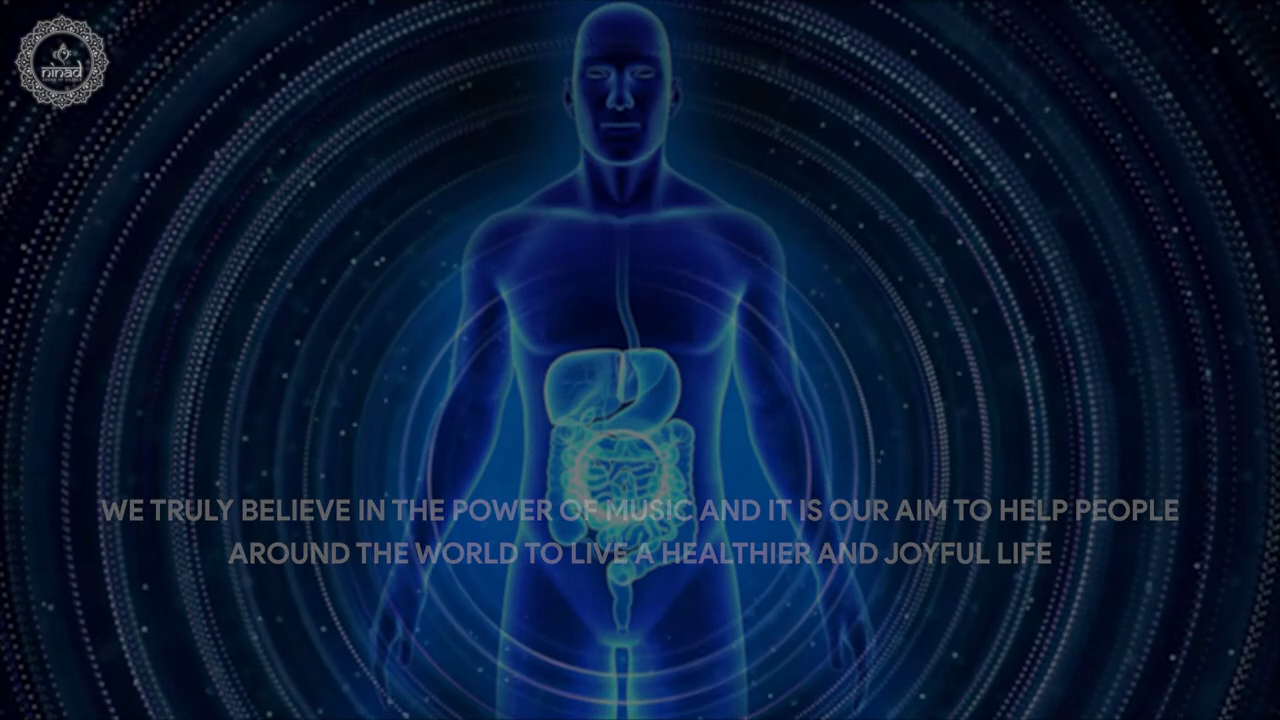 ninad
WE TRULY BELIEVE IN THE POWER OF MUSIC AND IT IS OUR AIM TO HELP PEOPLE
AROUND THE WORLD TO LIVE A HEALTHIER AND JOYFUL LIFE